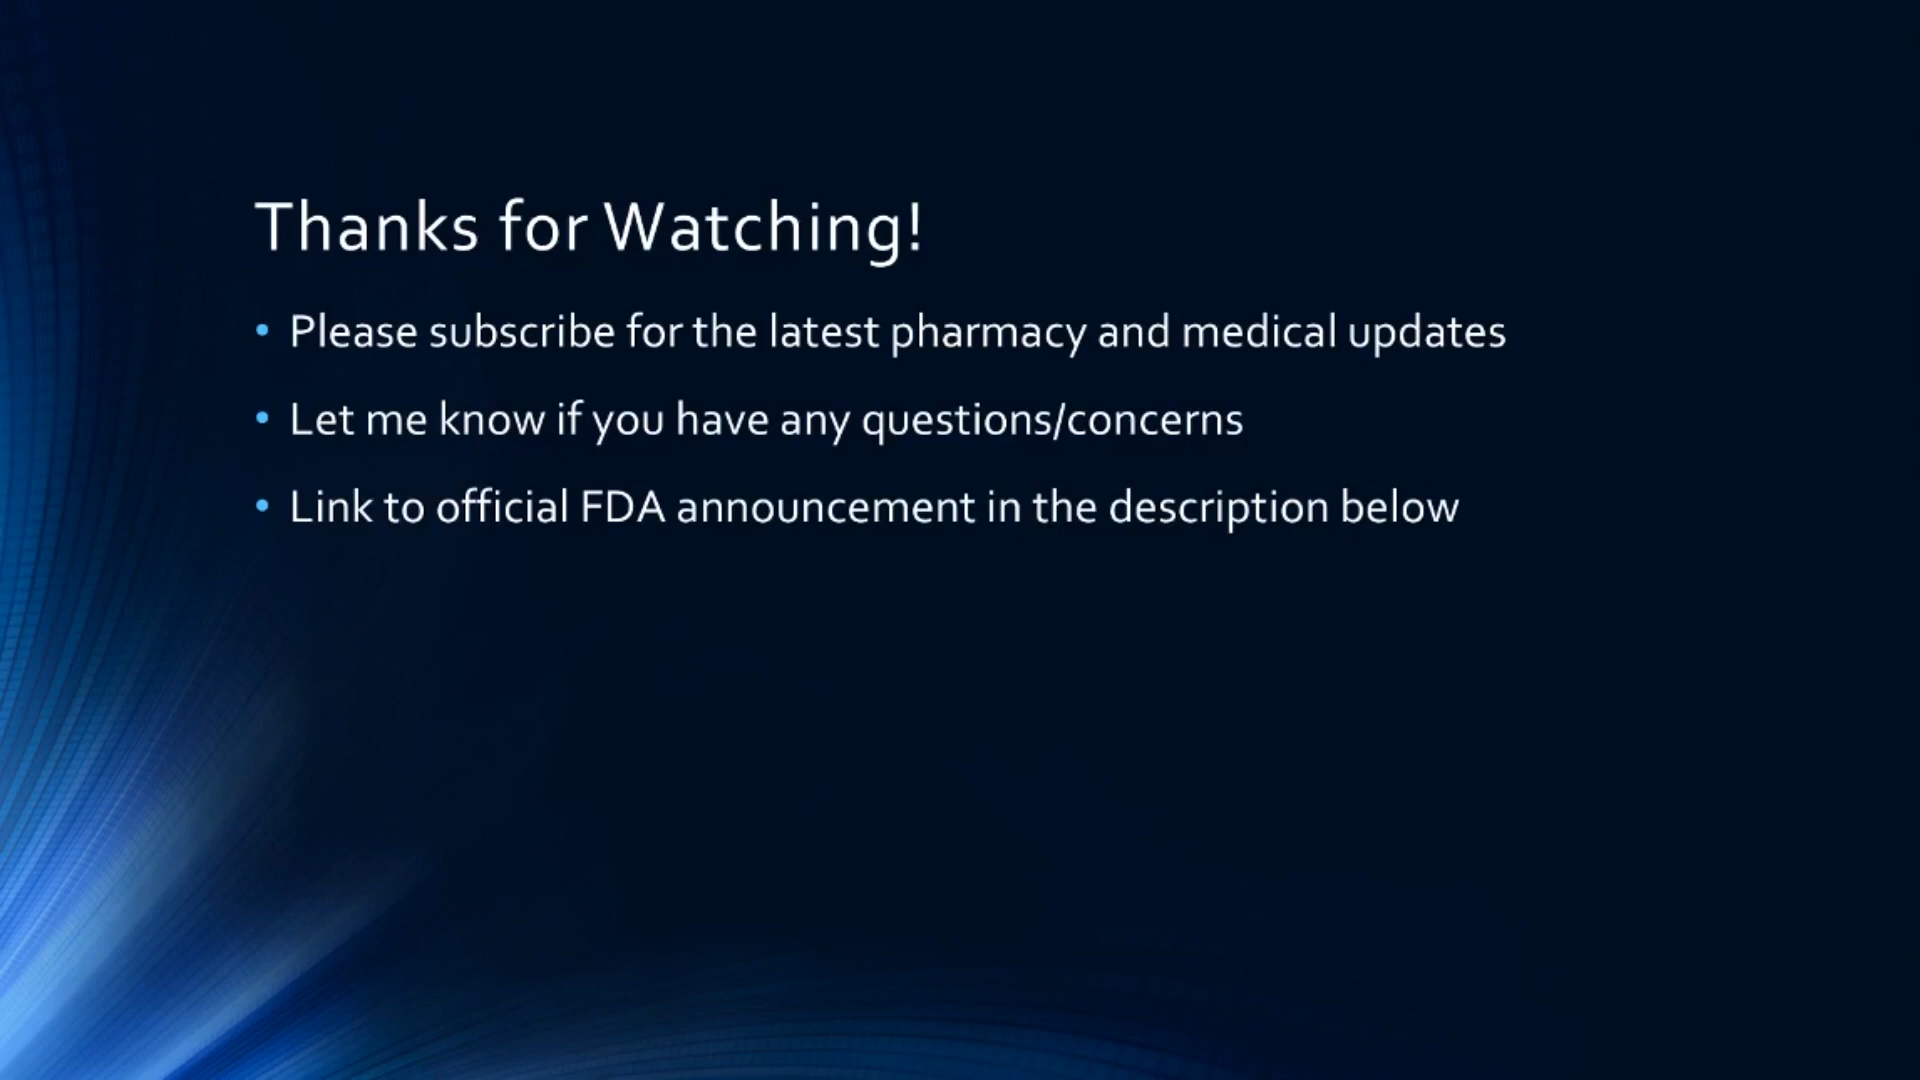 Thanks for Watching!
• Please subscribe for the latest pharmacy and medical updates
• Let me know if you have any questions/concerns
• Link to official FDA announcement in the description below